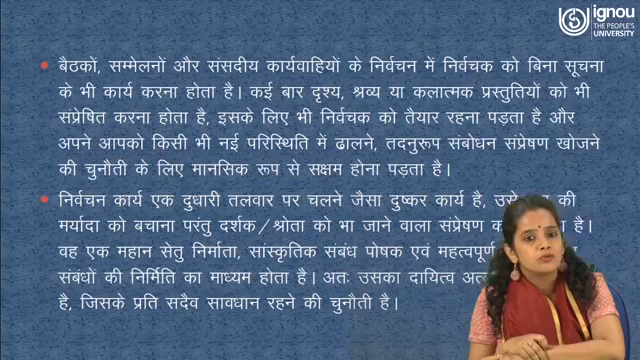 ignou
THE PEOPLE'S
UNIVERSITY
• बैठकों, सम्मेलनों और संसदीय कार्यवाहियों के निर्वचन में निर्वचक को बिना सूचना
के भी कार्य करना होता है। कई बार दृश्य, श्रव्य या कलात्मक प्रस्तुतियों को भी
संप्रेषित करना होता है, इसके लिए भी निर्वचक को तैयार रहना पड़ता है और
अपने आपको किसी भी नई परिस्थिति में ढालने, तदनुरूप संबोधन संप्रेषण खोजने
की चुनौती के लिए मानसिक रूप से सक्षम होना पड़ता है।
• निर्वचन कार्य एक दुधारी तलवार पर चलने जैसा दुष्कर कार्य है, की
मर्यादा को बचाना परंतु दर्शक/श्रोता को भा जाने वाला संप्रेषण है।
वह एक महान सेतु निर्माता, सांस्कृतिक संबंध पोषक एवं महत्वपूर्ण
संबंधों की निर्मिति का माध्यम होता है। अतः उसका दायित्व
है, जिसके प्रति सदैव सावधान रहने की चुनौती है।